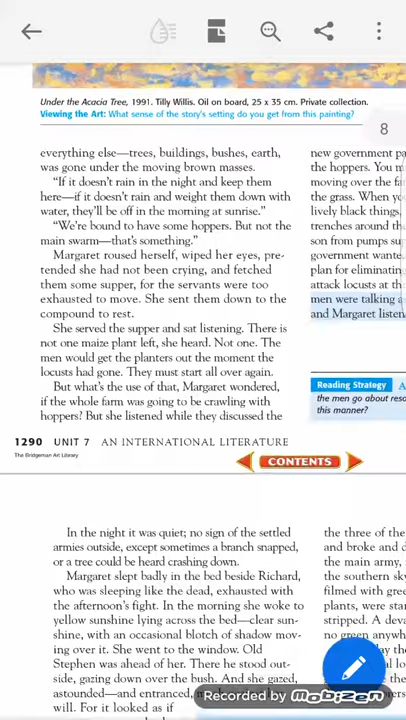 Under the Acacia Tree, 1991. Tilly Willis. Oil on board, 25 x 35 cm. Private collection.
Viewing the Art: What sense of the story's setting do you get from this painting?
8
everything else—trees, buildings, bushes, earth,
was gone under the moving brown masses.
"If it doesn't rain in the night and keep them
here—if it doesn't rain and weight them down with
water, they'll be off in the morning at sunrise."
"We're bound to have some hoppers. But not the
main swarm—that's something."
Margaret roused herself, wiped her eyes, pre-
tended she had not been crying, and fetched
them some supper, for the servants were too
exhausted to move. She sent them down to the
compound to rest.
She served the supper and sat listening. There is
not one maize plant left, she heard. Not one. The
men would get the planters out the moment the
locusts had gone. They must start all over again.
But what's the use of that, Margaret wondered,
if the whole farm was going to be crawling with
hoppers? But she listened while they discussed the
new government pa
the hoppers. You m
moving over the fa
the grass. When yo
lively black things,
trenches around th
son from pumps sup
government wante
plan for eliminating
attack locusts at th
men were talking a
and Margaret listen
Reading Strategy A
the men go about reso
this manner?
1290 UNIT 7 AN INTERNATIONAL LITERATURE
The Bridgeman Art Library
CONTENTS
In the night it was quiet; no sign of the settled
armies outside, except sometimes a branch snapped,
or a tree could be heard crashing down.
Margaret slept badly in the bed beside Richard,
who was sleeping like the dead, exhausted with
the afternoon's fight. In the morning she woke to
yellow sunshine lying across the bed—clear sun-
shine, with an occasional blotch of shadow mov-
ing over it. She went to the window. Old
Stephen was ahead of her. There he stood out-
side, gazing down over the bush. And she gazed,
astounded—and entranced,
will. For it looked as if
the three of the
and broke and d
the main army,
the southern sky
filmed with gree
plants, were star
stripped. A deva
no green anywh
Recorded by Mobizen